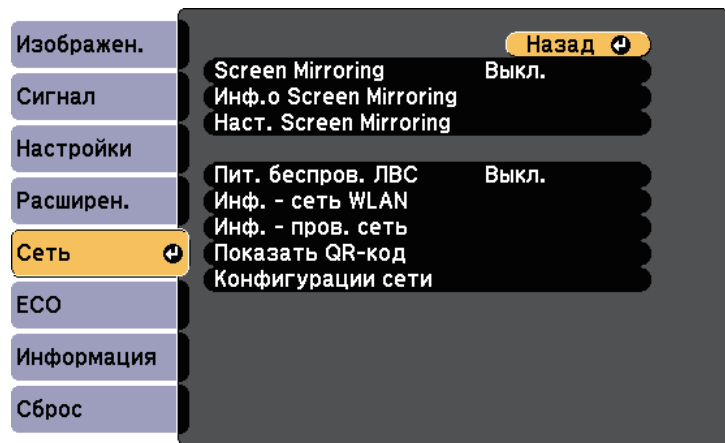 Изображен.
Сигнал
Настройки
Расширен.
Сеть
ECO
Информация
Сброс
Назад
Screen Mirroring Выкл.
Инф.о Screen Mirroring
Наст. Screen Mirroring
Пит. беспров. ЛВС Выкл.
Инф. - сеть WLAN
Инф. - пров. сеть
Показать QR-код
Конфигурации сети